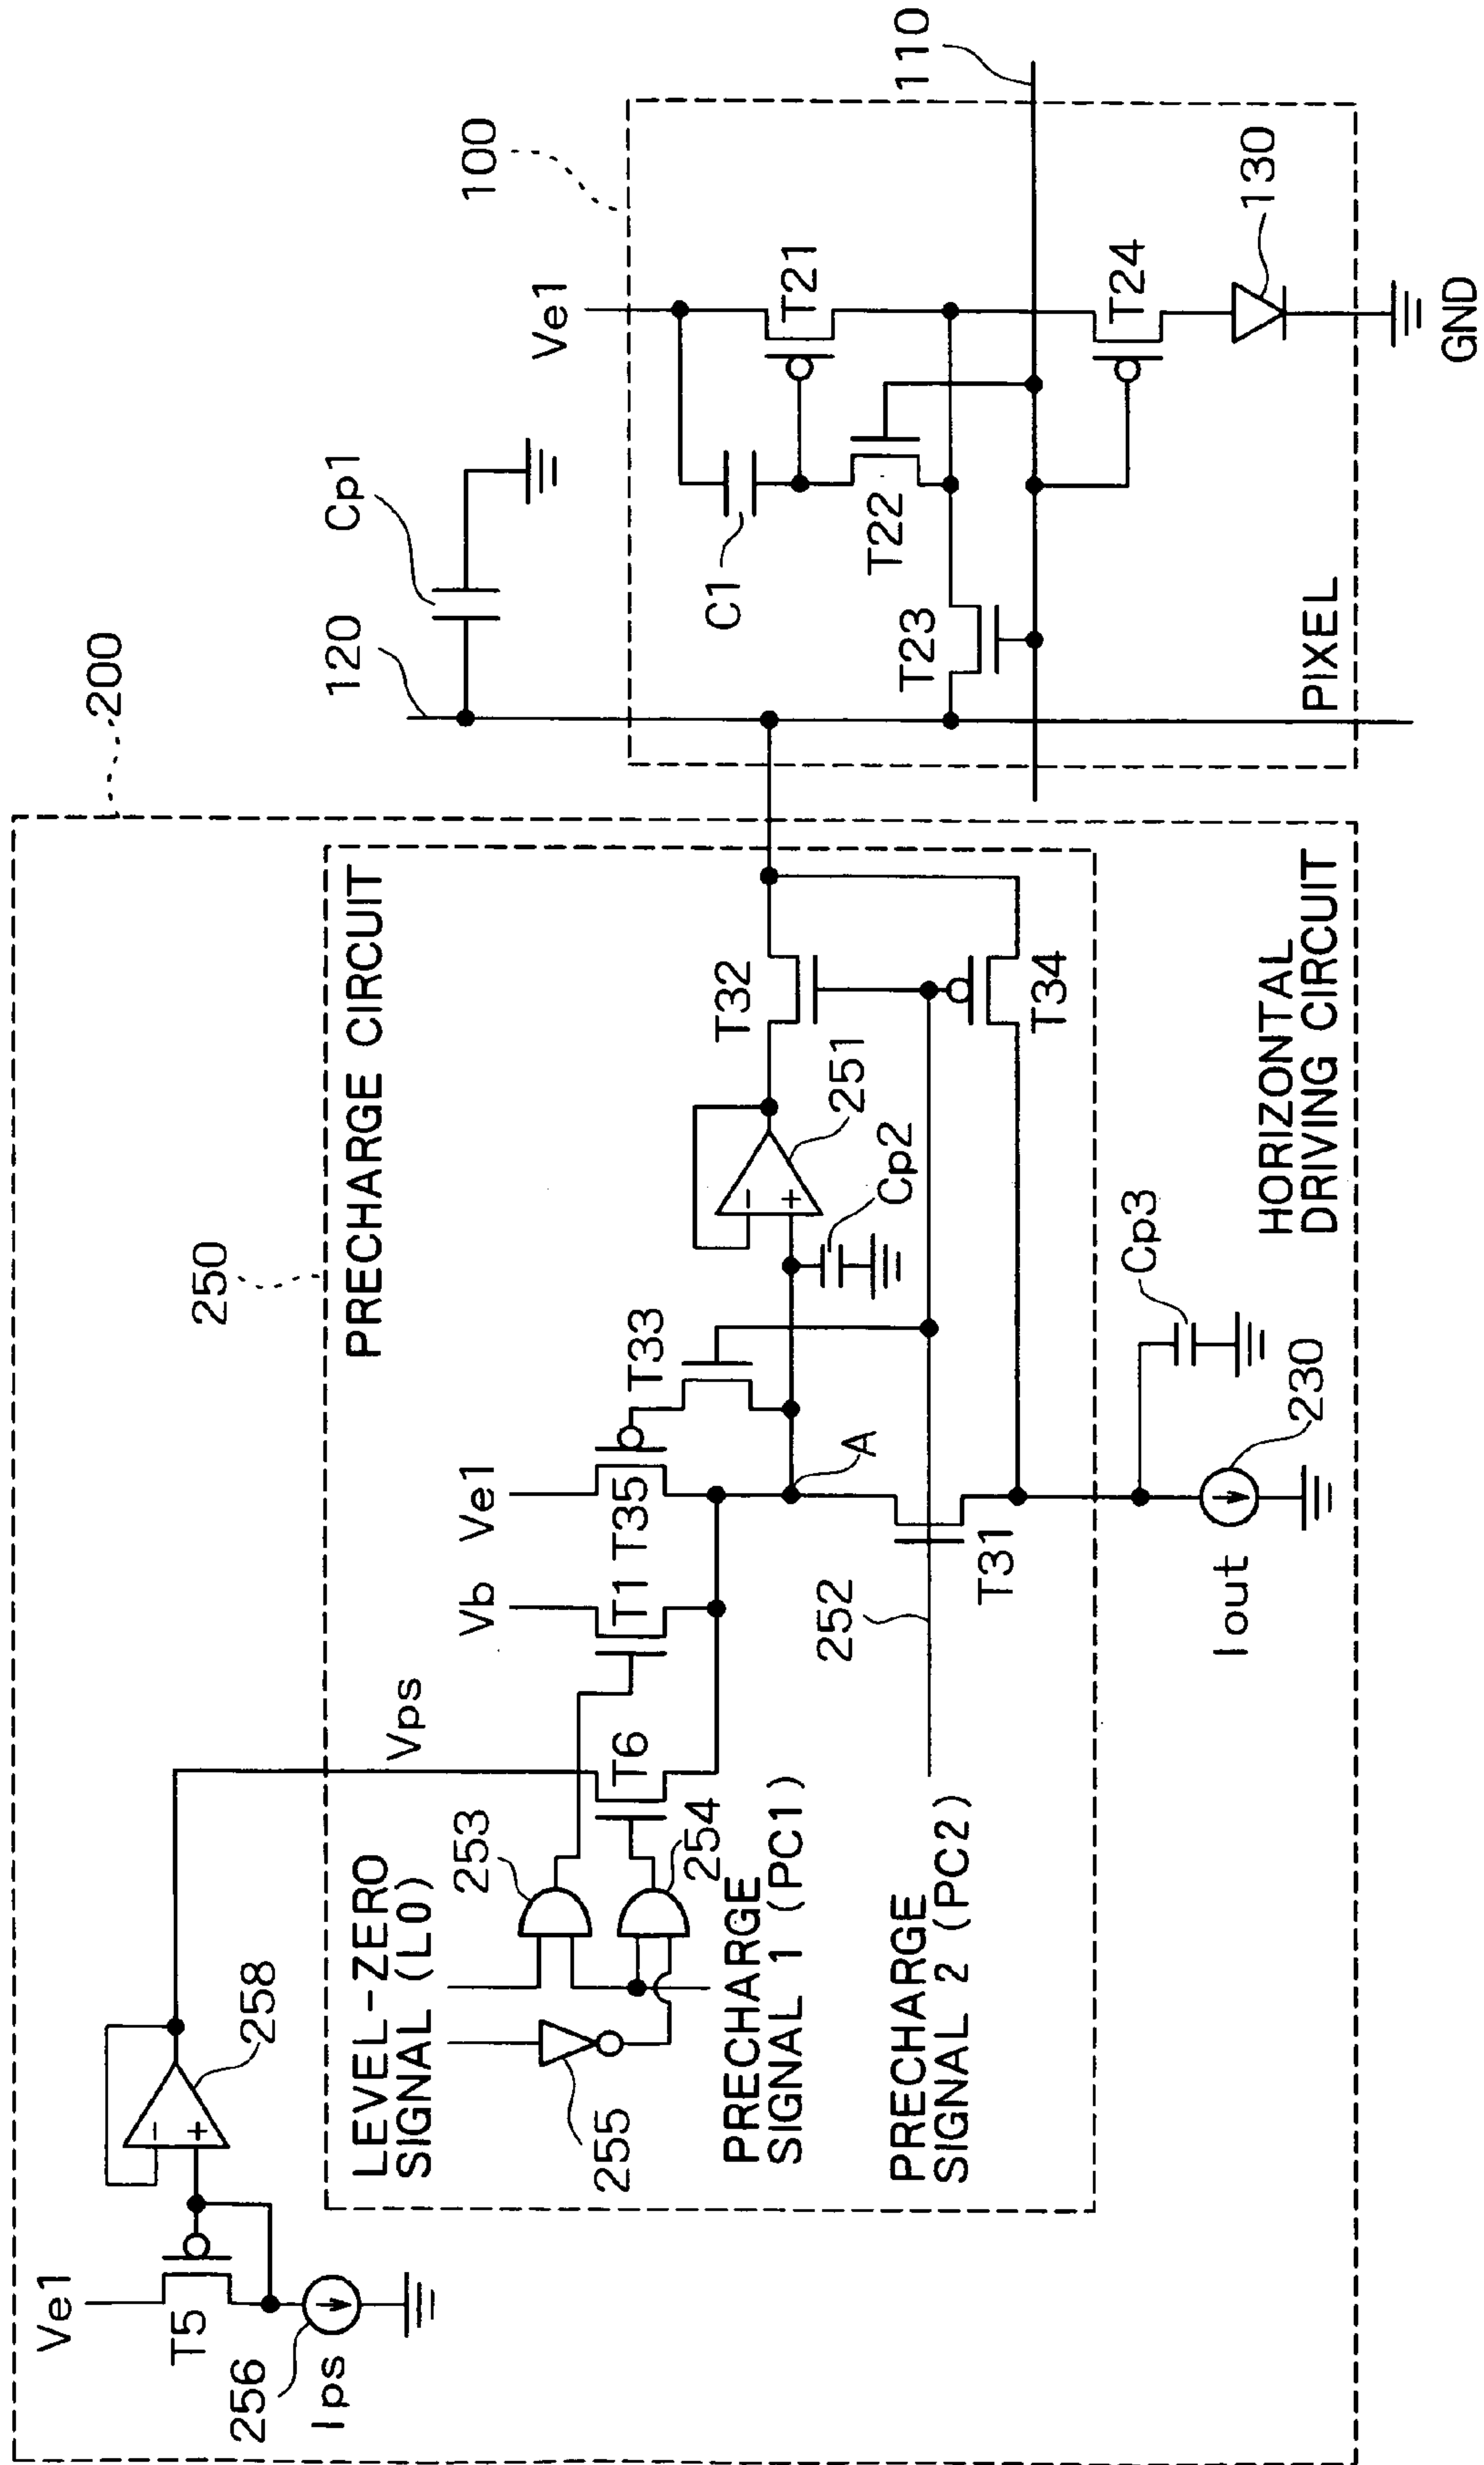 200
Ve1
T5
256
Ips
-
+
258
250
PRECHARGE CIRCUIT
LEVEL-ZERO
SIGNAL (L0)
253
254
255
PRECHARGE
SIGNAL 1 (PC1)
PRECHARGE
SIGNAL 2 (PC2)
Vps
T6
Vb
T1
Ve1
T35
T33
A
252
T31
-
+
251
Cp2
T32
T34
Cp3
230
Iout
HORIZONTAL
DRIVING CIRCUIT
120
Cp1
100
Ve1
C1
T21
T22
T23
T24
110
130
GND
PIXEL